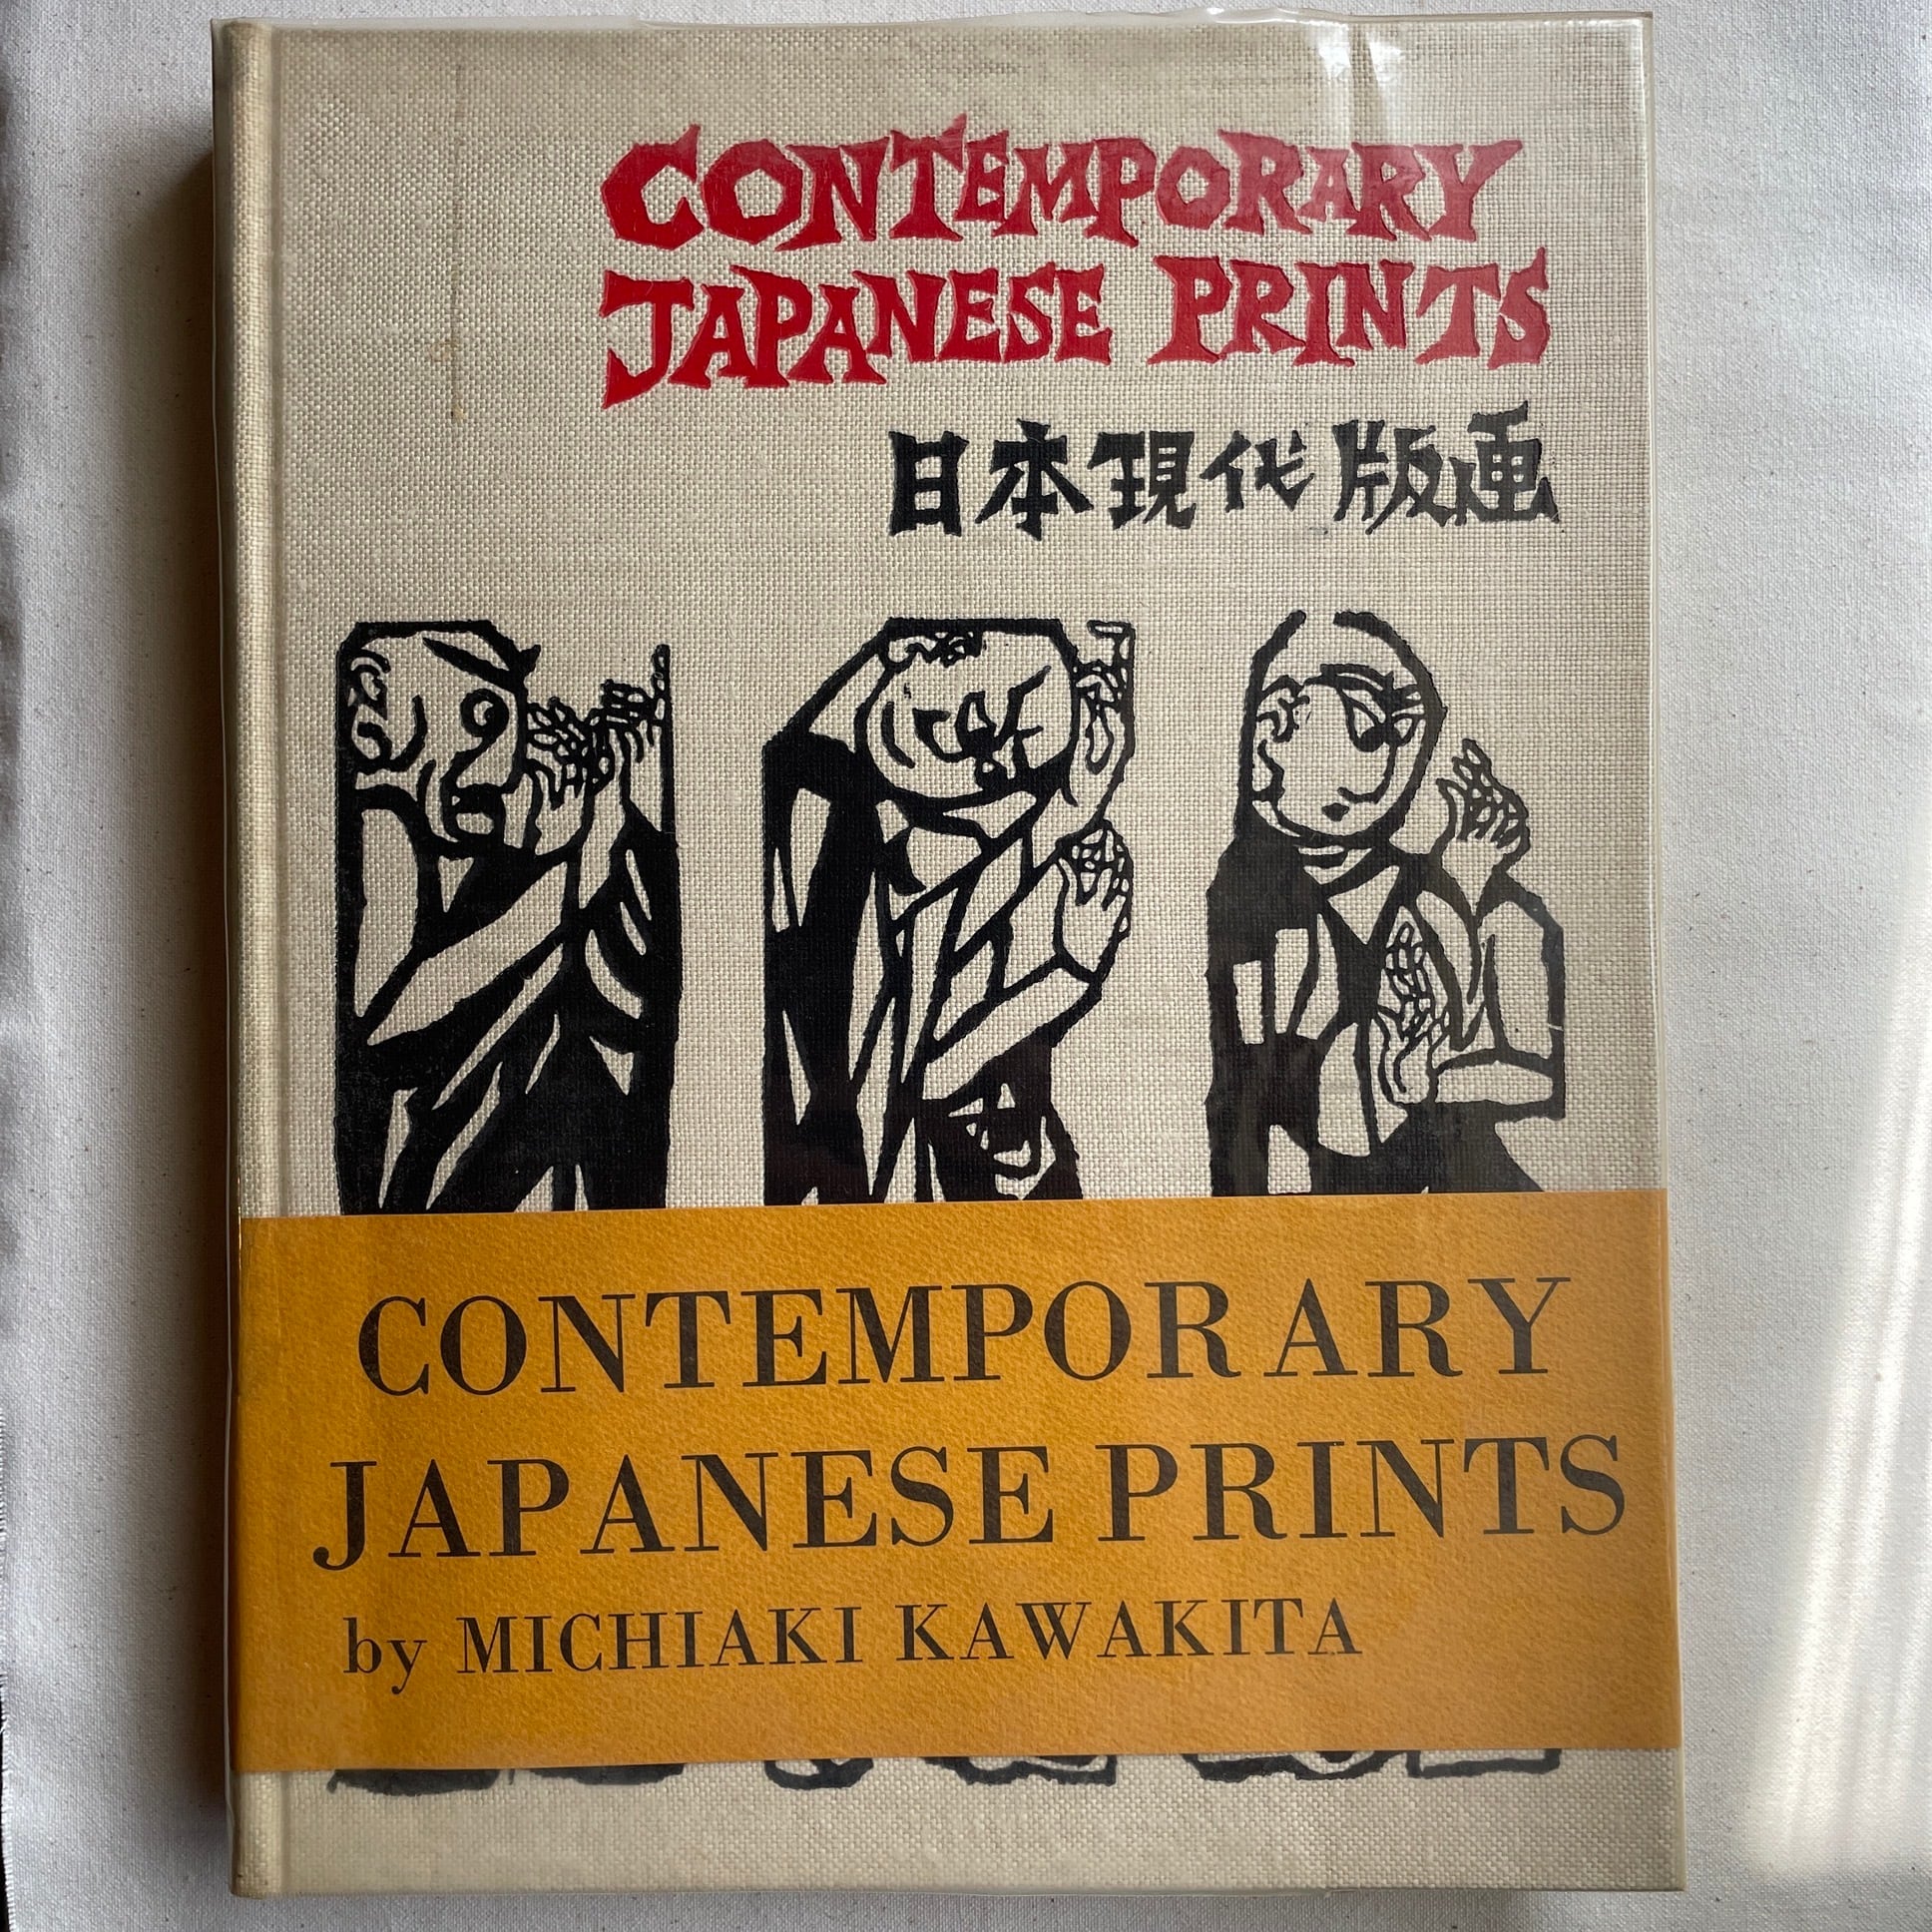 CONTEMPORARY
JAPANESE PRINTS
日本現代版画
CONTEMPORARY
JAPANESE PRINTS
by MICHIAKI KAWAKITA